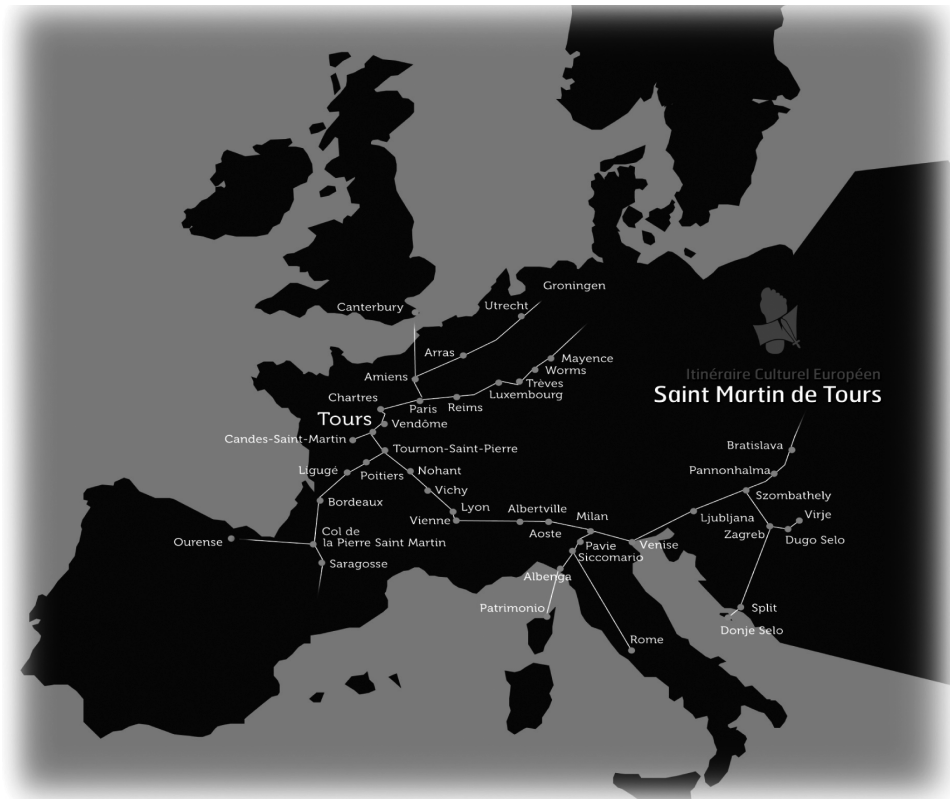 Groningen
Utrecht
Canterbury
Arras
Mayence
Worms
Amiens
Trèves
Luxembourg
Itinéraire Culturel Européen
Saint Martin de Tours
Chartres
Paris
Reims
Tours
Vendôme
Candes-Saint-Martin
Tournon-Saint-Pierre
Bratislava
Ligugé
Poitiers
Nohant
Pannonhalma
Vichy
Szombathely
Bordeaux
Lyon
Albertville
Vienne
Milan
Ljubljana
Virje
Aoste
Zagreb
Dugo Selo
Ourense
Col de
la Pierre Saint Martin
Pavie
Siccomario
Venise
Saragosse
Albenga
Patrimonio
Split
Donje Selo
Rome